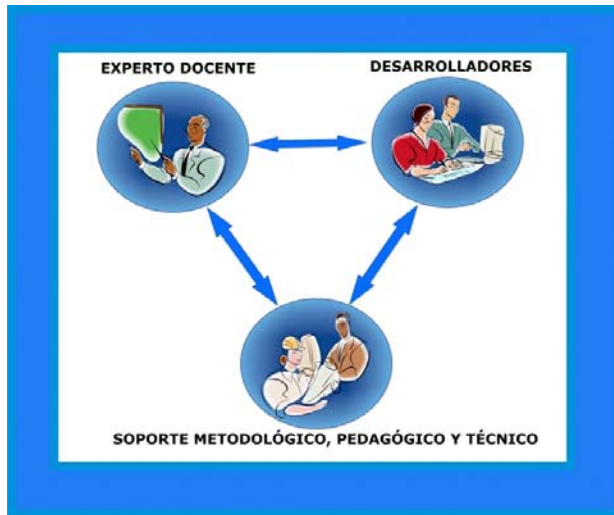 EXPERTO DOCENTE
DESARROLLADORES
SOPORTE METODOLÓGICO, PEDAGÓGICO Y TÉCNICO